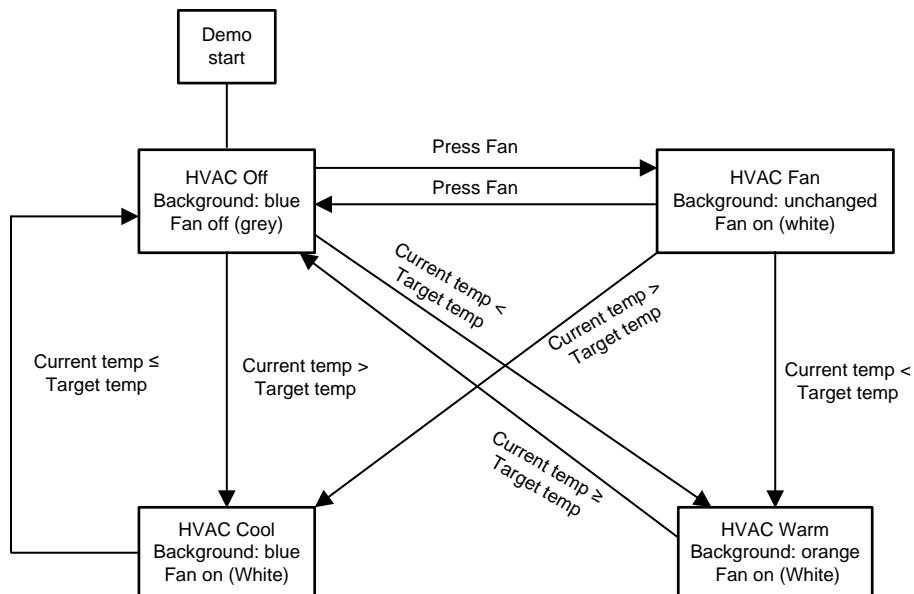 Demo
start
Press Fan
HVAC Off
Background: blue
Fan off (grey)
Press Fan
HVAC Fan
Background: unchanged
Fan on (white)
Current temp <
Target temp
Current temp >
Target temp
Current temp ≤
Target temp
Current temp >
Target temp
Current temp <
Target temp
Current temp ≥
Target temp
HVAC Cool
Background: blue
Fan on (White)
HVAC Warm
Background: orange
Fan on (White)